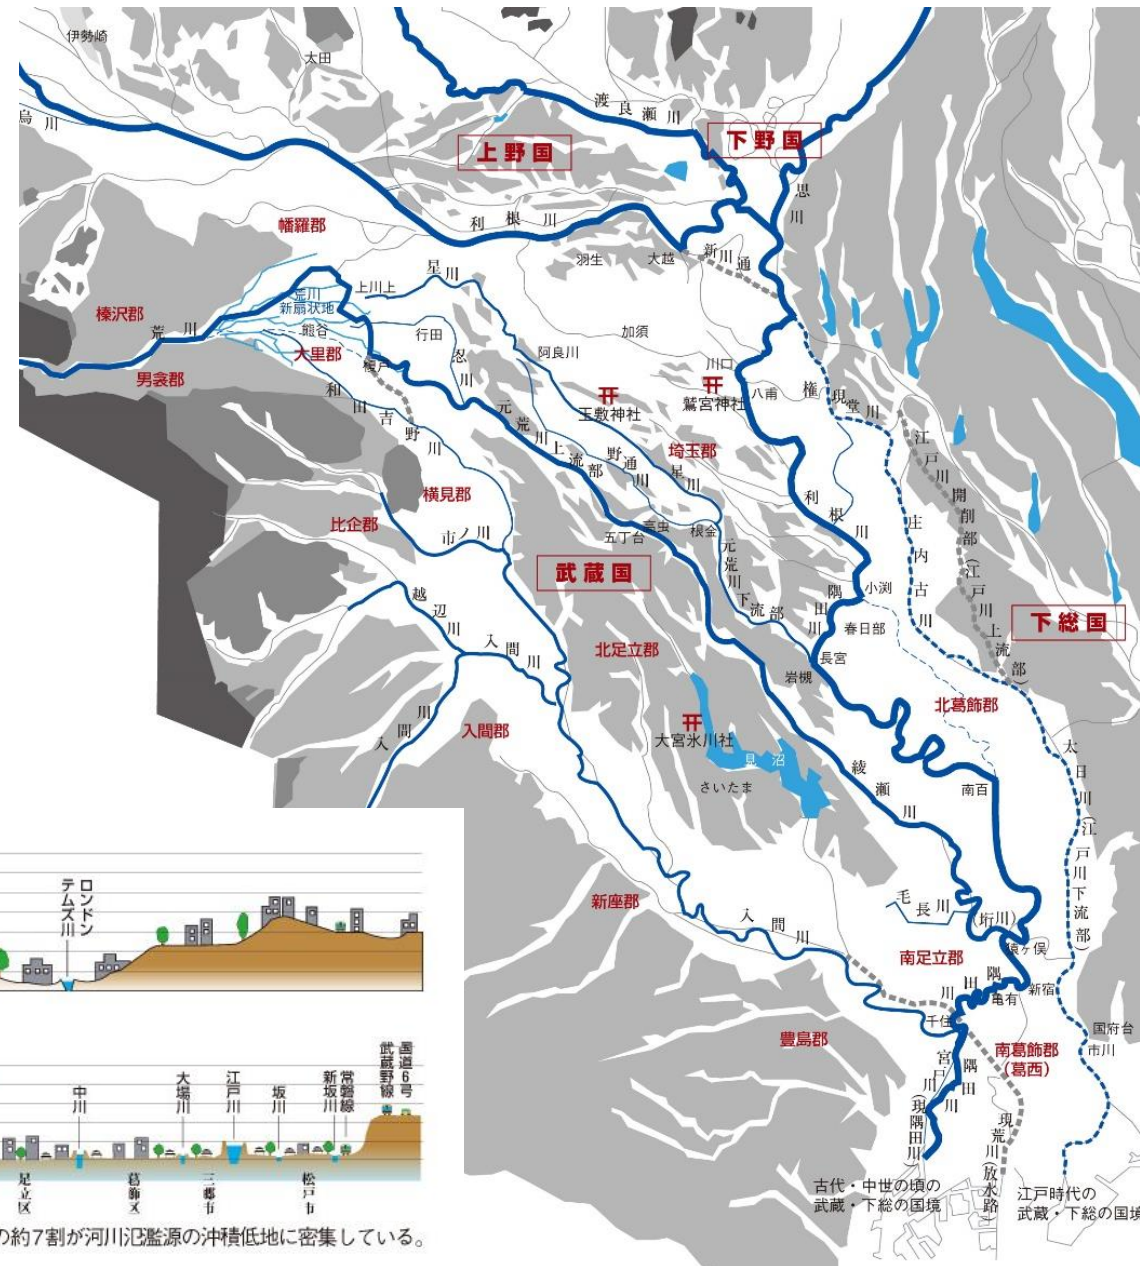 伊勢崎
太田
烏川
渡良瀬川
上野国
下野国
思川
幡羅郡
利根川
羽生
大越
新川通
星川
上川上
荒川
新扇状地
榛沢郡
荒川
熊谷
行田
忍川
加須
阿良川
大里郡
榎戸
男衾郡
川口
玉敷神社
鷲宮神社
八甫
権現堂川
和田吉野川
元荒川上流部
野通川
星川
埼玉郡
江戸川開削部(江戸川上流部)
横見郡
比企郡
市ノ川
利根川
庄内古川
高虫
五丁台
根金
元荒川下流部
武蔵国
越辺川
入間川
小渕
隅田川
春日部
下総国
北足立郡
長宮
岩槻
北葛飾郡
入間川
入間郡
大宮氷川社
見沼
さいたま
綾瀬川
南百
太日川(江戸川下流部)
新座郡
入間川
毛長川
(垳川)
猿ヶ俣
南足立郡
隅田川
亀有
新宿
千住
国府台
市川
豊島郡
南葛飾郡
(葛西)
宮戸川(現隅田川)
隅田川
現荒川(放水路)
古代・中世の頃の
武蔵・下総の国境
江戸時代の
武蔵・下総の国境
ロンドン
テムズ川
中川
大場川
江戸川
坂川
新坂川
常磐線
武蔵野線
国道6号
足立区
葛飾区
三郷市
松戸市
の約7割が河川氾濫源の沖積低地に密集している。